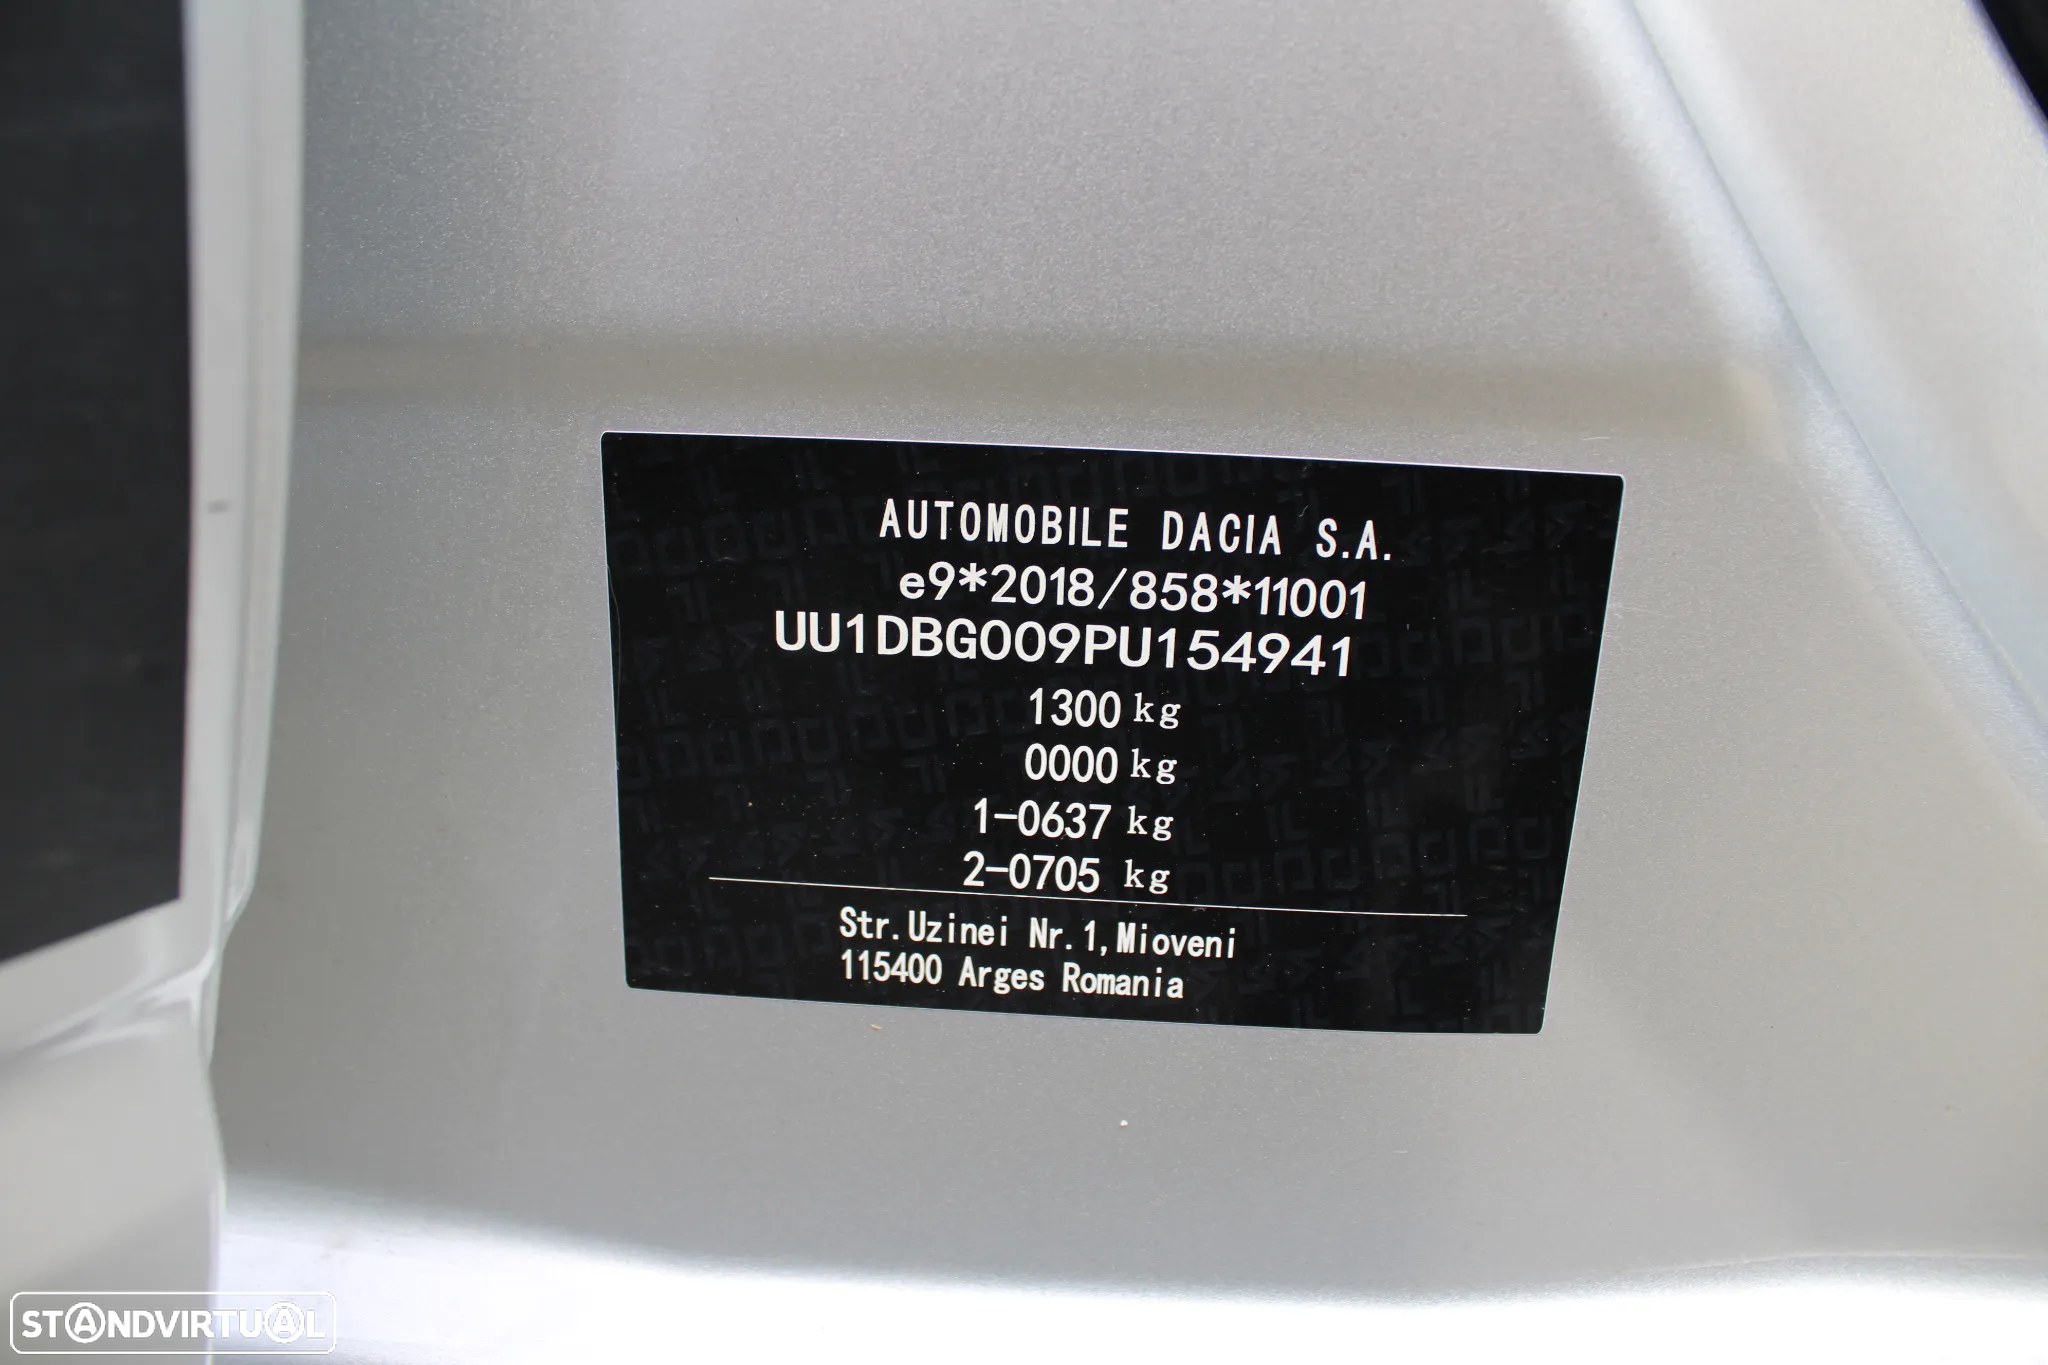 AUTOMOBILE DACIA S.A.
e9*2018/858*11001
UU1DBG009PU154941
1300 kg
0000 kg
1-0637 kg
2-0705 kg
Str.Uzinei Nr.1,Mioveni
115400 Arges Romania
STANDVIRTUAL